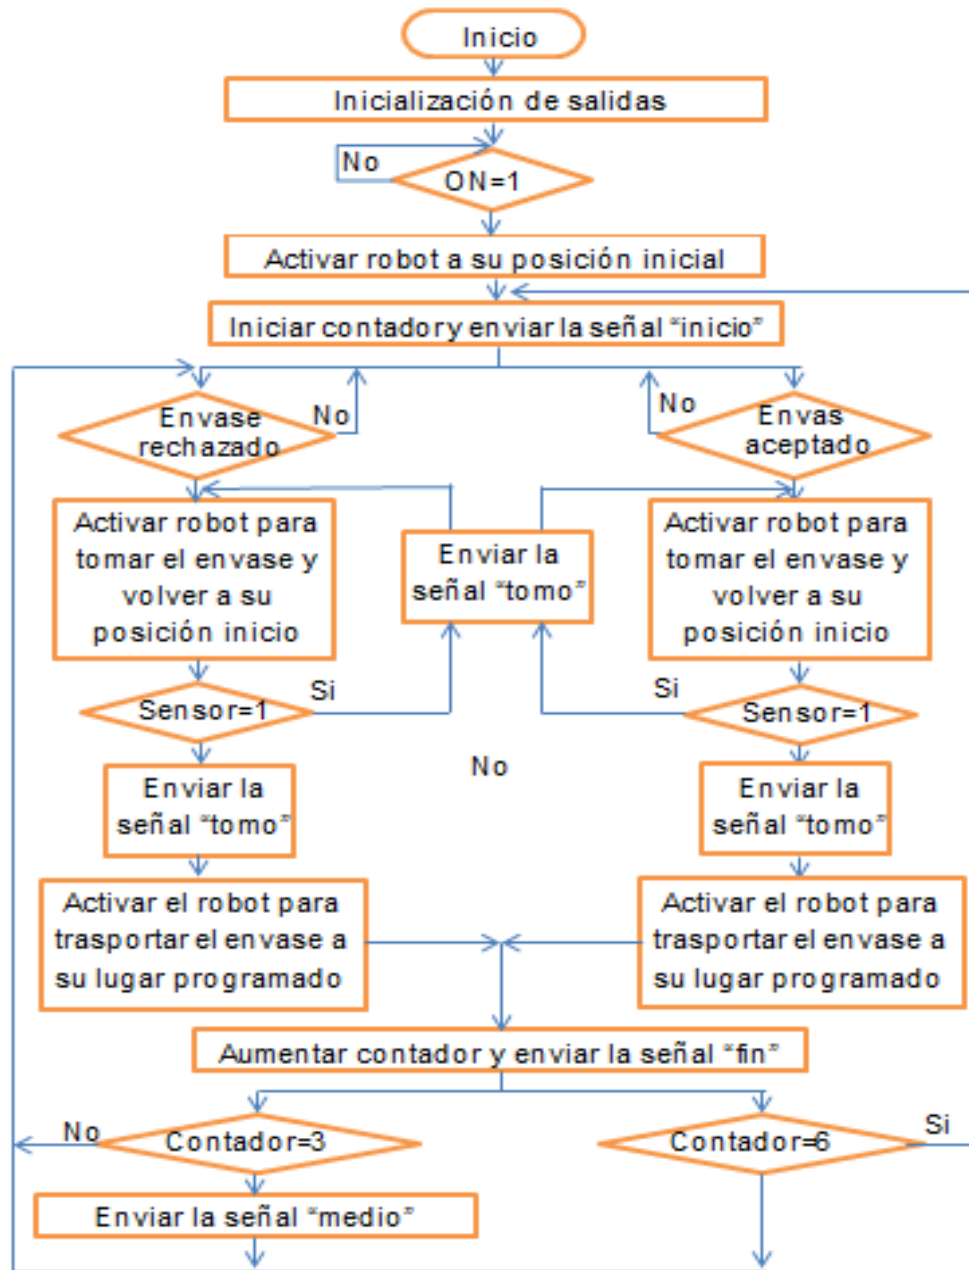 Inicio
Inicialización de salidas
No
ON=1
Activar robot a su posición inicial
Iniciar contador y enviar la señal “inicio”
Envase
rechazado
No
No
Envas
aceptado
Activar robot para
tomar el envase y
volver a su
posición inicio
Enviar la
señal “tomo”
Activar robot para
tomar el envase y
volver a su
posición inicio
Sensor=1
Si
Si
Sensor=1
No
Enviar la
señal “tomo”
Enviar la
señal “tomo”
Activar el robot para
trasportar el envase a
su lugar programado
Activar el robot para
trasportar el envase a
su lugar programado
Aumentar contador y enviar la señal “fin”
No
Contador=3
Contador=6
Si
Enviar la señal “medio”